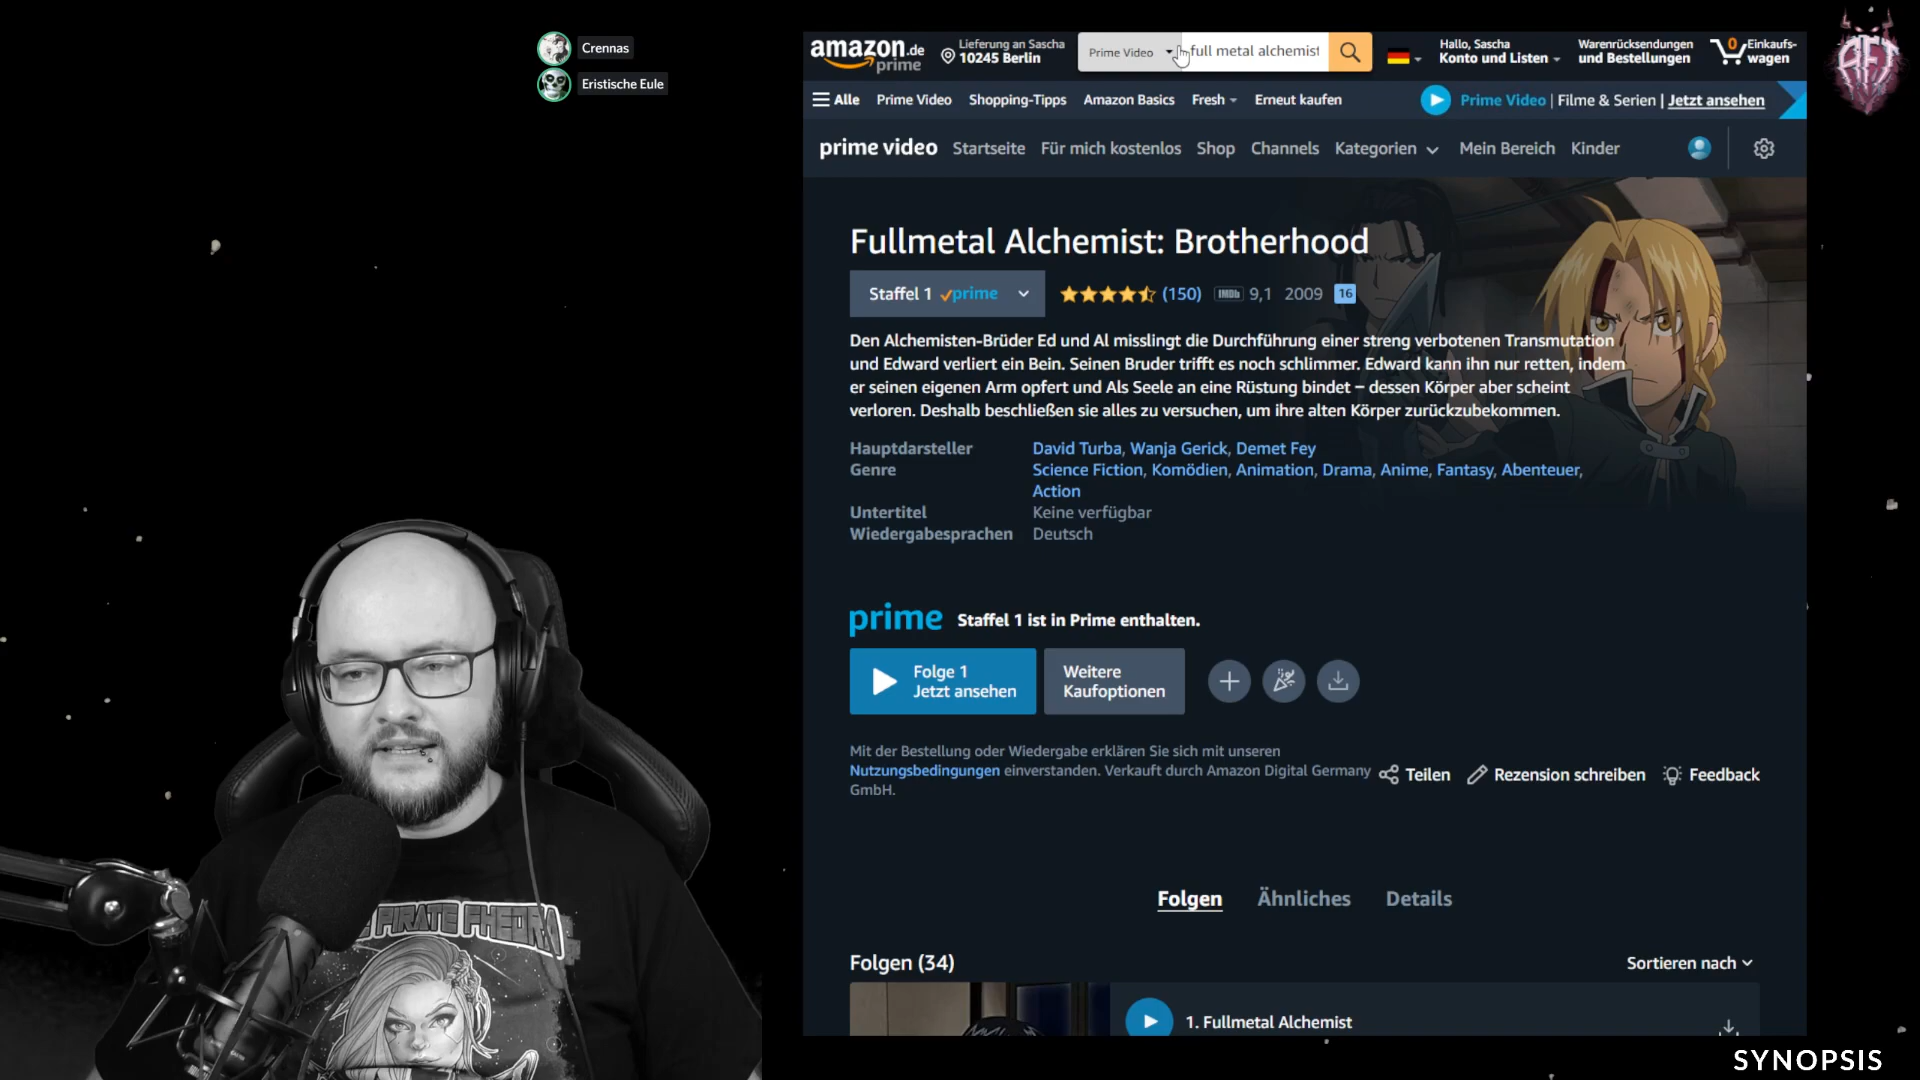 Crennas
Eristische Eule
amazon.de
prime
Lieferung an Sascha
10245 Berlin
Prime Video
full metal alchemist
Hallo, Sascha
Konto und Listen
Warenrücksendungen
und Bestellungen
0
Einkaufs-
wagen
Alle
Prime Video
Shopping-Tipps
Amazon Basics
Fresh
Erneut kaufen
Prime Video | Filme & Serien | Jetzt ansehen
prime video
Startseite
Für mich kostenlos
Shop
Channels
Kategorien
Mein Bereich
Kinder
Fullmetal Alchemist: Brotherhood
Staffel 1 prime
(150) IMDb 9,1 2009 16
Den Alchemisten-Brüder Ed und Al misslingt die Durchführung einer streng verbotenen Transmutation
und Edward verliert ein Bein. Seinen Bruder trifft es noch schlimmer. Edward kann ihn nur retten, indem
er seinen eigenen Arm opfert und Als Seele an eine Rüstung bindet – dessen Körper aber scheint
verloren. Deshalb beschließen sie alles zu versuchen, um ihre alten Körper zurückzubekommen.
Hauptdarsteller David Turba, Wanja Gerick, Demet Fey
Genre Science Fiction, Komödien, Animation, Drama, Anime, Fantasy, Abenteuer,
Action
Untertitel Keine verfügbar
Wiedergabesprachen Deutsch
prime Staffel 1 ist in Prime enthalten.
Folge 1
Jetzt ansehen
Weitere
Kaufoptionen
Mit der Bestellung oder Wiedergabe erklären Sie sich mit unseren
Nutzungsbedingungen einverstanden. Verkauft durch Amazon Digital Germany
GmbH.
Teilen
Rezension schreiben
Feedback
Folgen
Ähnliches
Details
Folgen (34)
Sortieren nach
1. Fullmetal Alchemist
PIRATE
SYNOPSIS